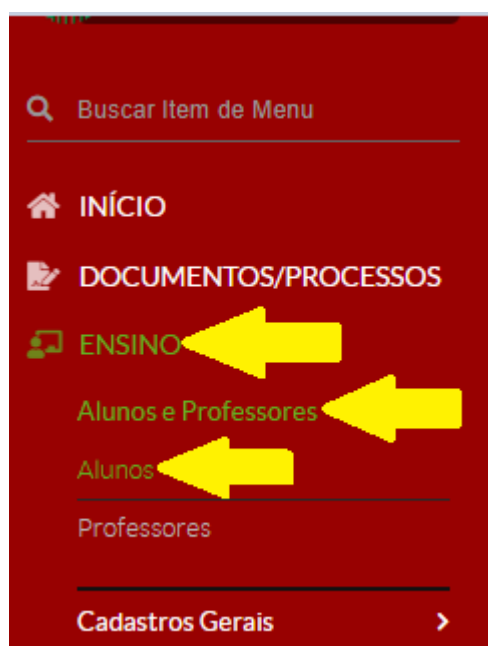 Buscar Item de Menu
INÍCIO
DOCUMENTOS/PROCESSOS
ENSINO
Alunos e Professores
Alunos
Professores
Cadastros Gerais